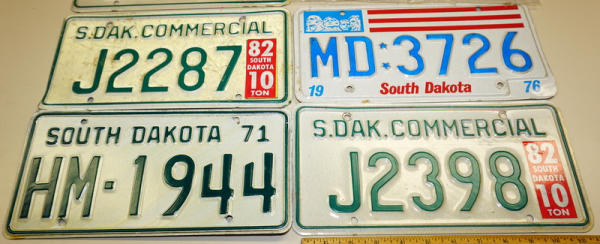 S.DAK.COMMERCIAL
J2287
82
SOUTH
DAKOTA
10
TON
MD 3726
19 South Dakota 76
SOUTH DAKOTA 71
HM-1944
S.DAK.COMMERCIAL
J2398
82
SOUTH
DAKOTA
10
TON